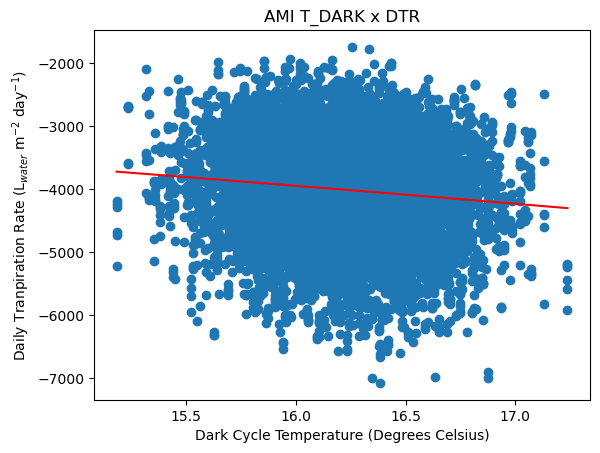 AMI T_DARK x DTR
Daily Tranpiration Rate (L$_{water}$ m$^{-2}$ day$^{-1}$)
−2000
−3000
−4000
−5000
−6000
−7000
15.5 16.0 16.5 17.0
Dark Cycle Temperature (Degrees Celsius)